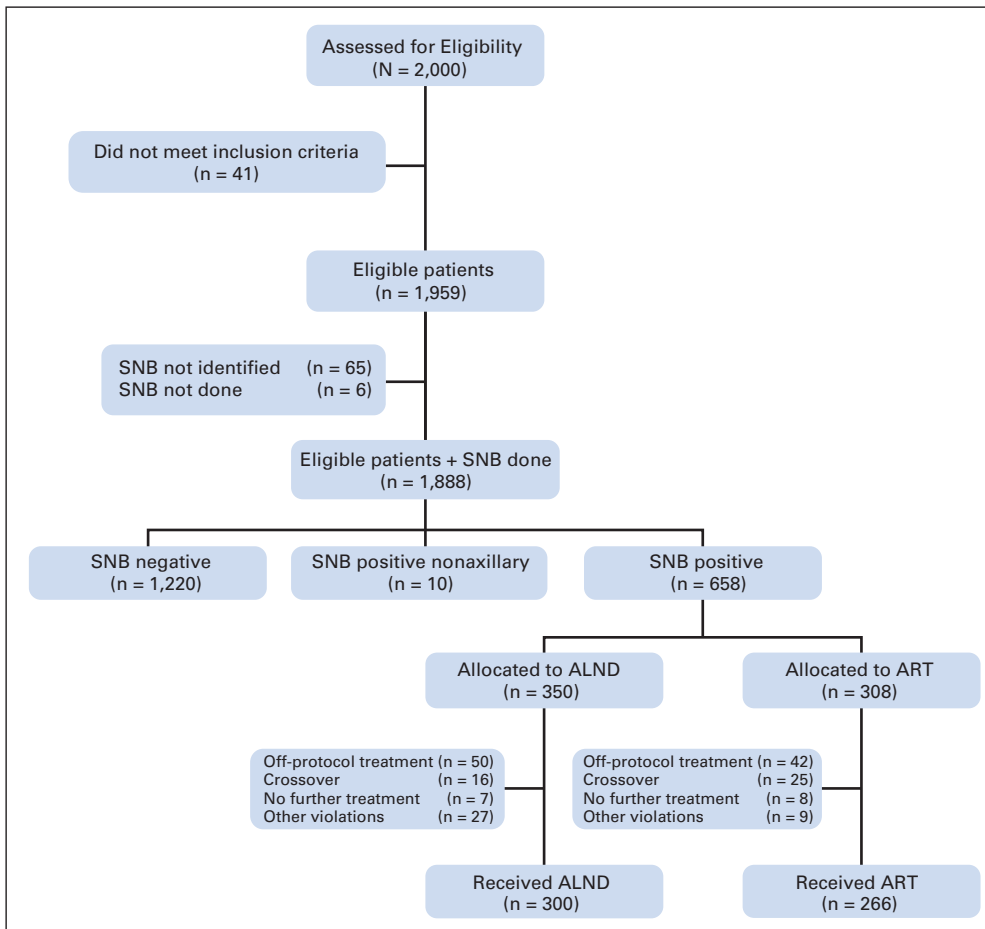 Assessed for Eligibility
(N = 2,000)
Did not meet inclusion criteria
(n = 41)
Eligible patients
(n = 1,959)
SNB not identified (n = 65)
SNB not done (n = 6)
Eligible patients + SNB done
(n = 1,888)
SNB negative
(n = 1,220)
SNB positive nonaxillary
(n = 10)
SNB positive
(n = 658)
Allocated to ALND
(n = 350)
Allocated to ART
(n = 308)
Off-protocol treatment (n = 50)
Crossover (n = 16)
No further treatment (n = 7)
Other violations (n = 27)
Off-protocol treatment (n = 42)
Crossover (n = 25)
No further treatment (n = 8)
Other violations (n = 9)
Received ALND
(n = 300)
Received ART
(n = 266)